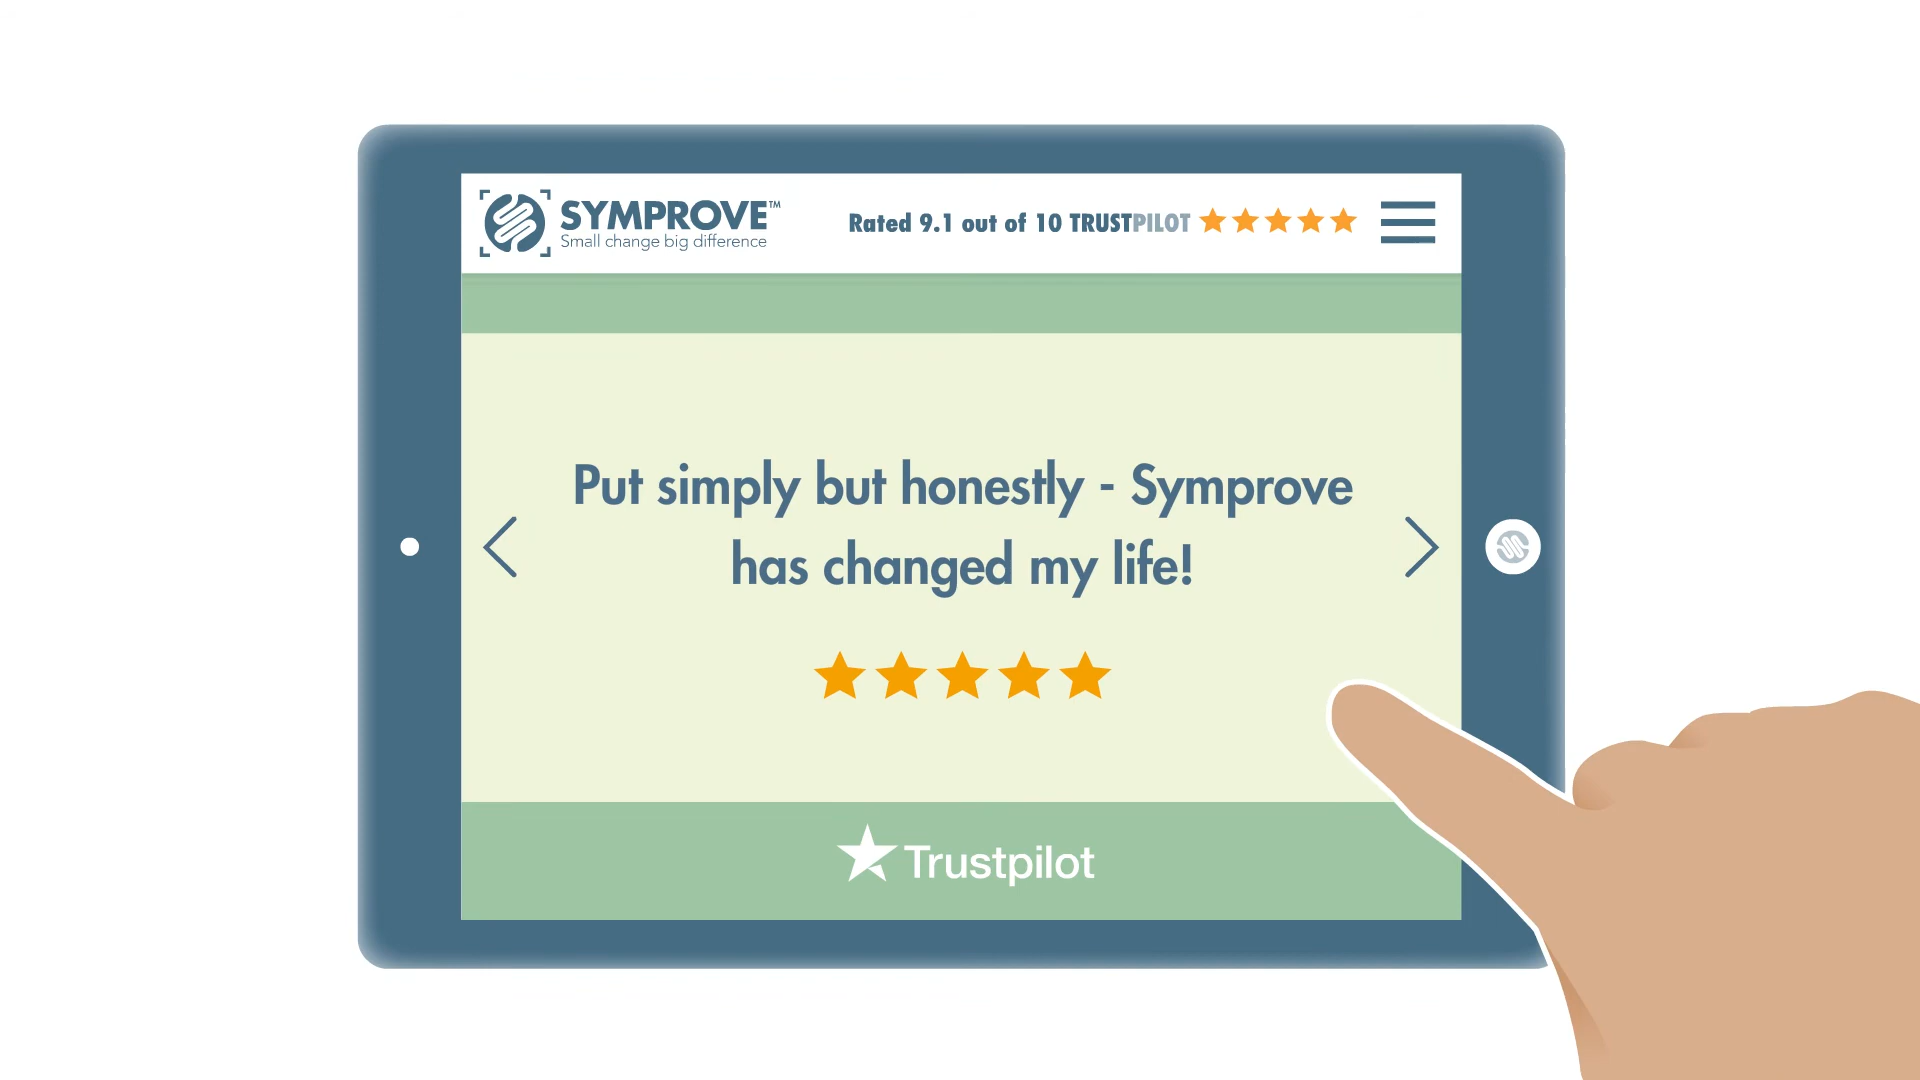 SYMPROVE™
Small change big difference
Rated 9.1 out of 10 TRUSTPILOT
Put simply but honestly - Symprove
has changed my life!
Trustpilot